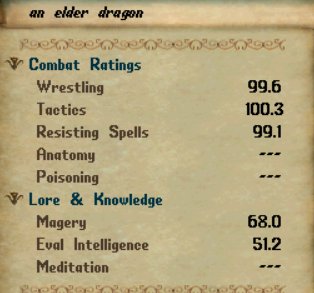 an elder dragon
Combat Ratings
Wrestling 99.6
Tactics 100.3
Resisting Spells 99.1
Anatomy ---
Poisoning ---
Lore & Knowledge
Magery 68.0
Eval Intelligence 51.2
Meditation ---